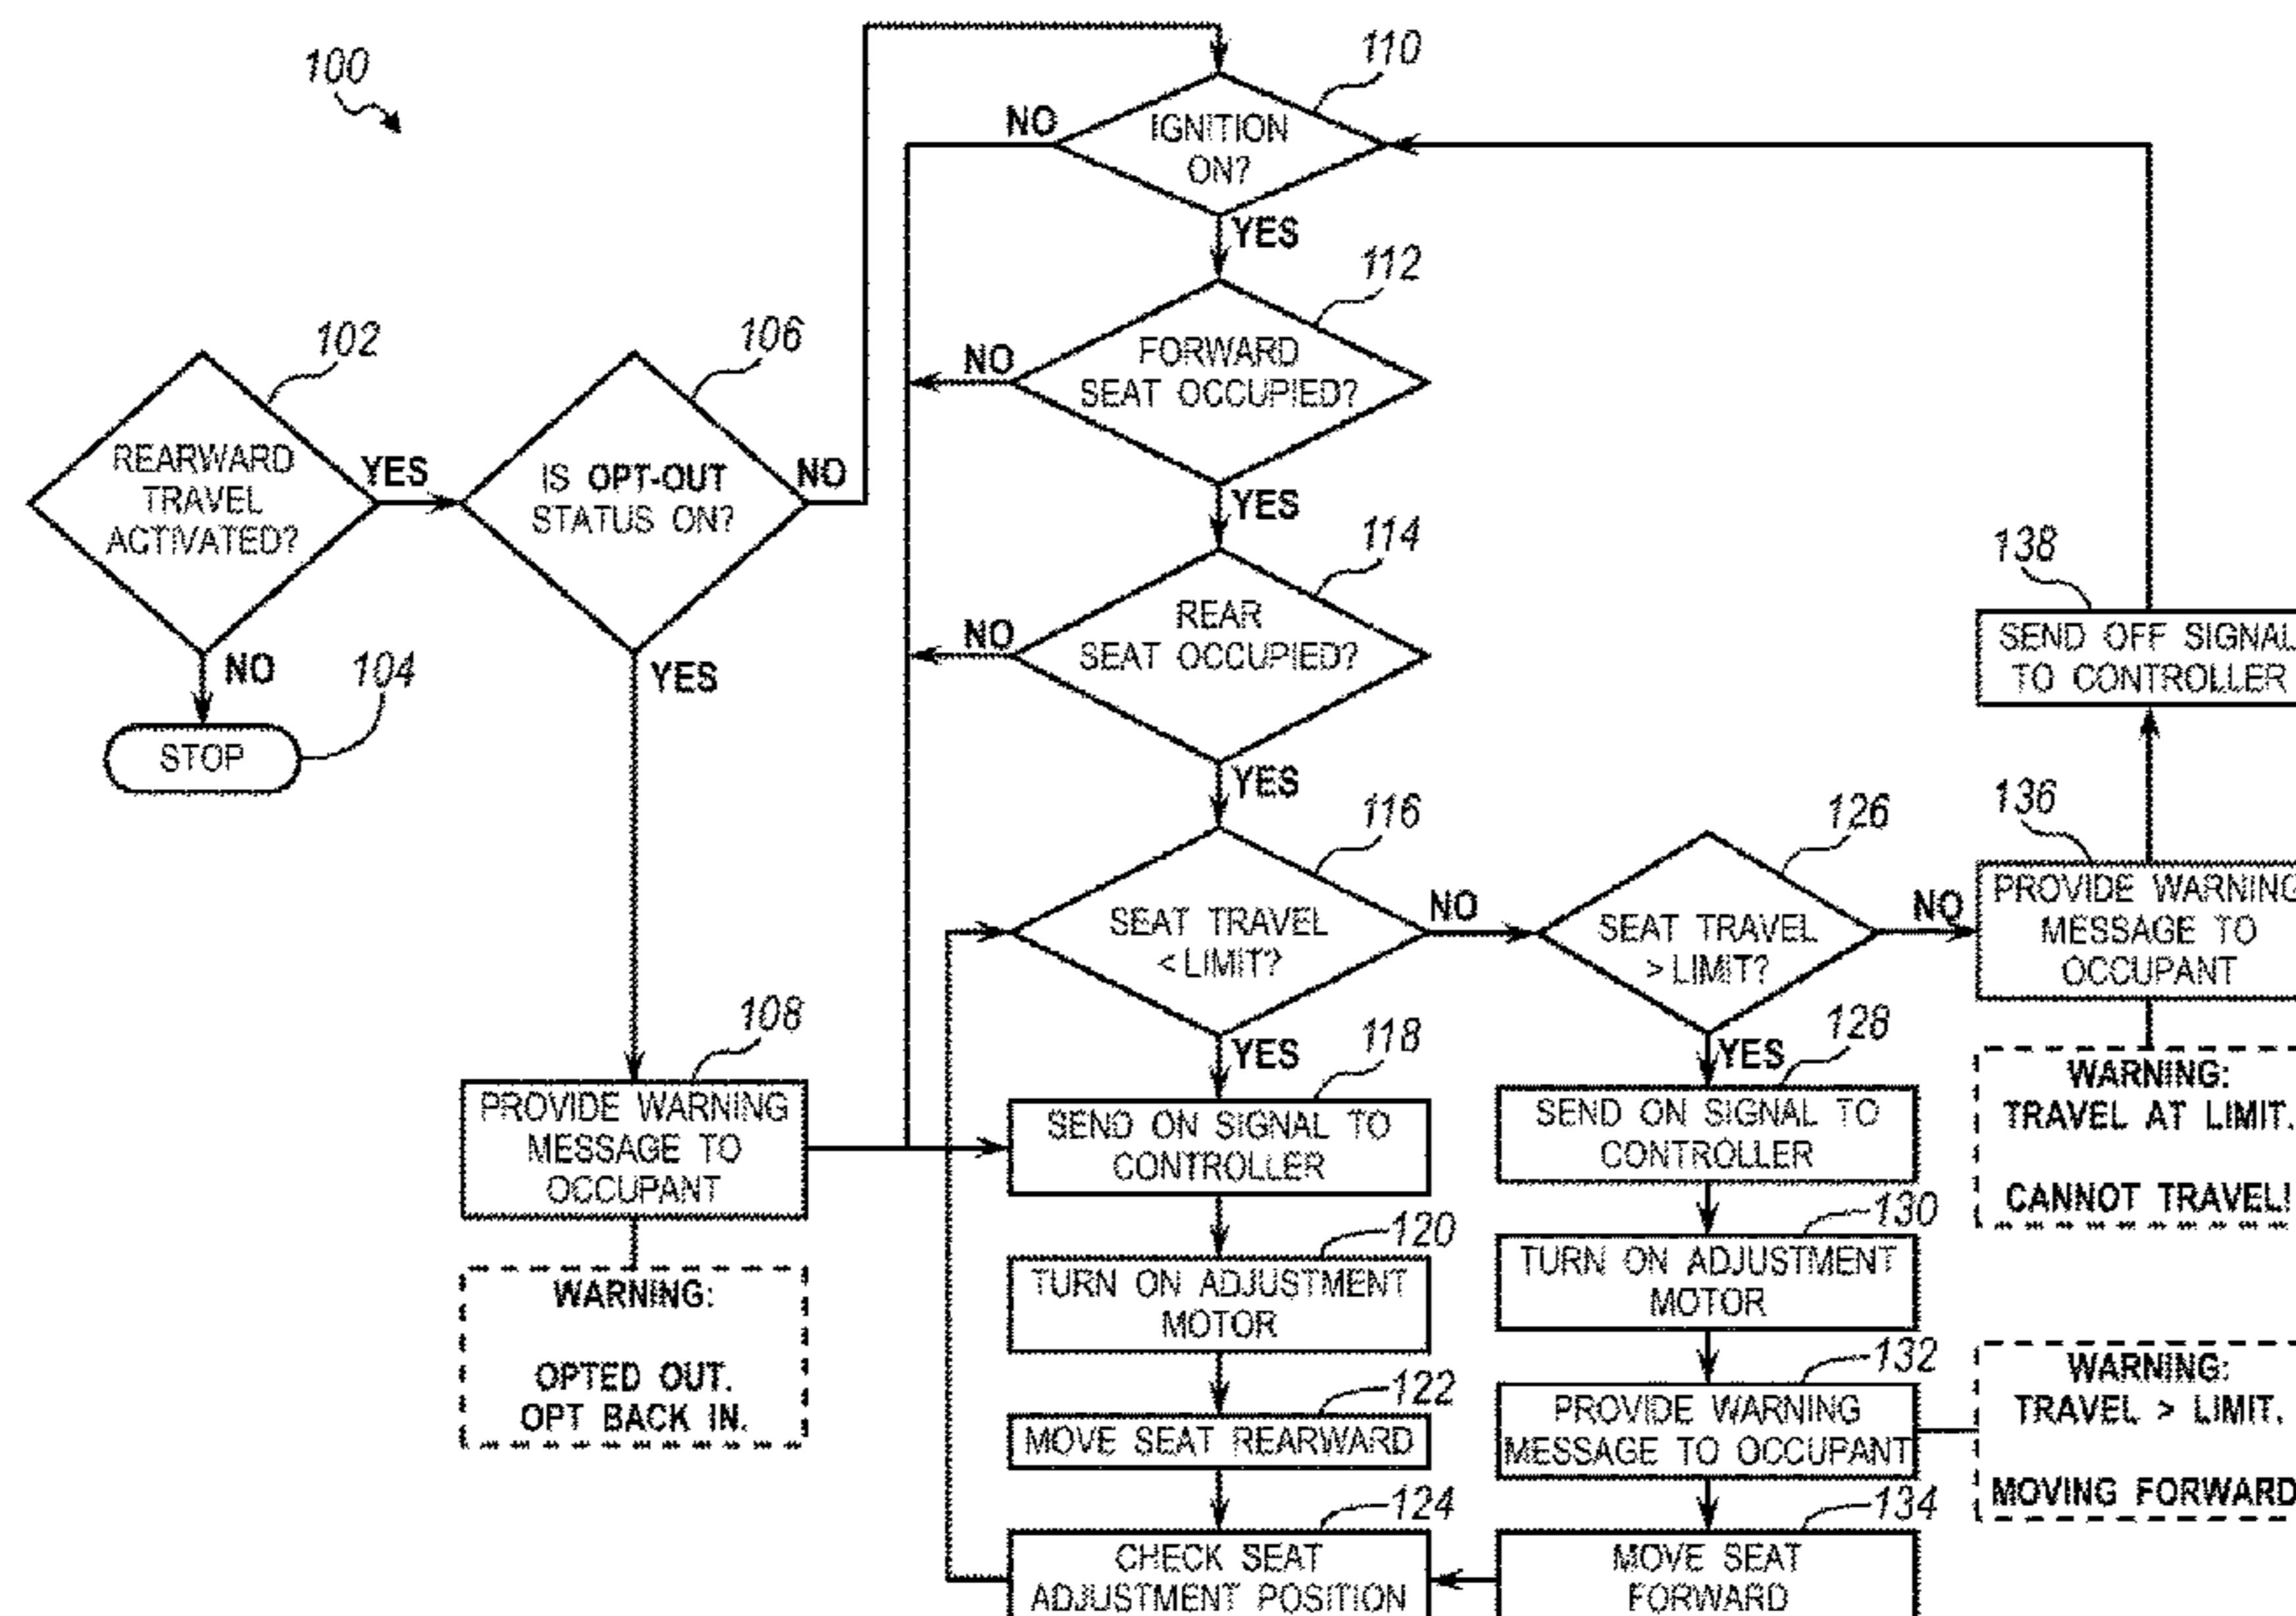 100
102
REARWARD
TRAVEL
ACTIVATED?
YES
NO
104
STOP
106
IS OPT-OUT
STATUS ON?
NO
YES
108
PROVIDE WARNING
MESSAGE TO
OCCUPANT
WARNING:
OPTED OUT.
OPT BACK IN.
110
IGNITION
ON?
NO
YES
112
FORWARD
SEAT OCCUPIED?
NO
YES
114
REAR
SEAT OCCUPIED?
NO
YES
116
SEAT TRAVEL
< LIMIT?
NO
YES
118
SEND ON SIGNAL TO
CONTROLLER
120
TURN ON ADJUSTMENT
MOTOR
122
MOVE SEAT REARWARD
124
CHECK SEAT
ADJUSTMENT POSITION
126
SEAT TRAVEL
> LIMIT?
NO
YES
128
SEND ON SIGNAL TO
CONTROLLER
130
TURN ON ADJUSTMENT
MOTOR
132
PROVIDE WARNING
MESSAGE TO OCCUPANT
WARNING:
TRAVEL > LIMIT.
MOVING FORWARD
134
MOVE SEAT
FORWARD
136
PROVIDE WARNING
MESSAGE TO
OCCUPANT
WARNING:
TRAVEL AT LIMIT.
CANNOT TRAVEL!
138
SEND OFF SIGNAL
TO CONTROLLER